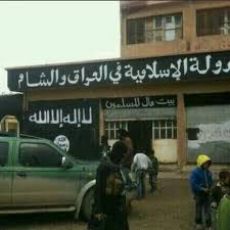 دولة الإسلامية في العراق والشام
بيت مال المسلمين
لا إله إلا الله